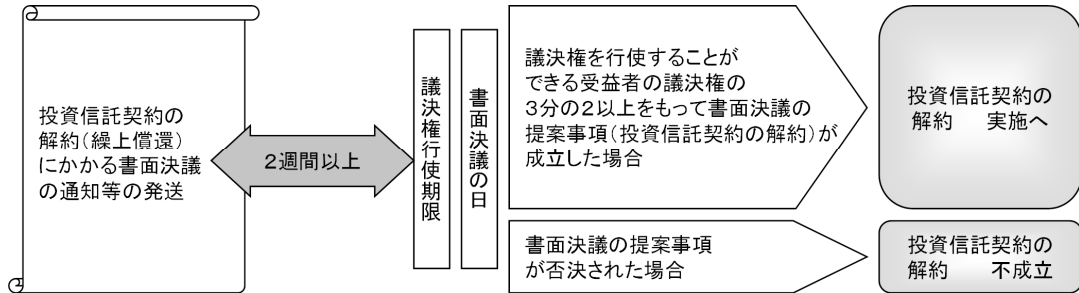 投資信託契約の
解約(繰上償還)
にかかる書面決議
の通知等の発送
2週間以上
議決権行使期限
書面決議の日
議決権を行使することが
できる受益者の議決権の
3分の2以上をもって書面決議の
提案事項(投資信託契約の解約)が
成立した場合
投資信託契約の
解約　実施へ
書面決議の提案事項
が否決された場合
投資信託契約の
解約　不成立